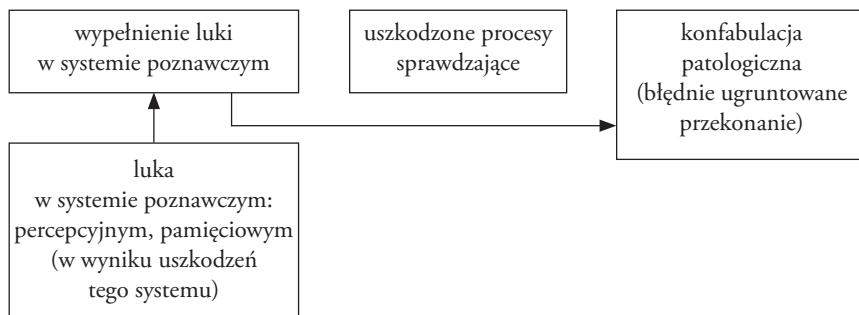 wypełnienie luki
w systemie poznawczym
uszkodzone procesy
sprawdzające
konfabulacja
patologiczna
(błędnie ugruntowane
przekonanie)
luka
w systemie poznawczym:
percepcyjnym, pamięciowym
(w wyniku uszkodzeń
tego systemu)